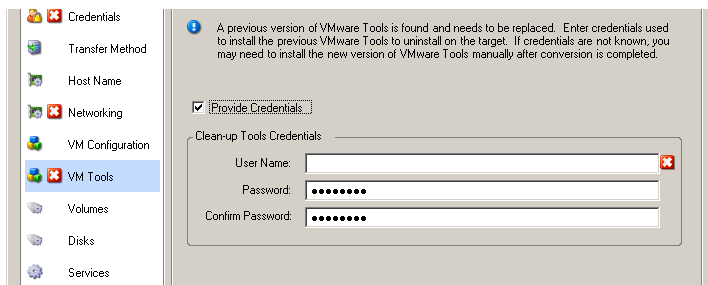 Credentials
Transfer Method
Host Name
Networking
VM Configuration
VM Tools
Volumes
Disks
Services
A previous version of VMware Tools is found and needs to be replaced. Enter credentials used
to install the previous VMware Tools to uninstall on the target. If credentials are not known, you
may need to install the new version of VMware Tools manually after conversion is completed.
Provide Credentials
Clean-up Tools Credentials
User Name:
Password:
Confirm Password: